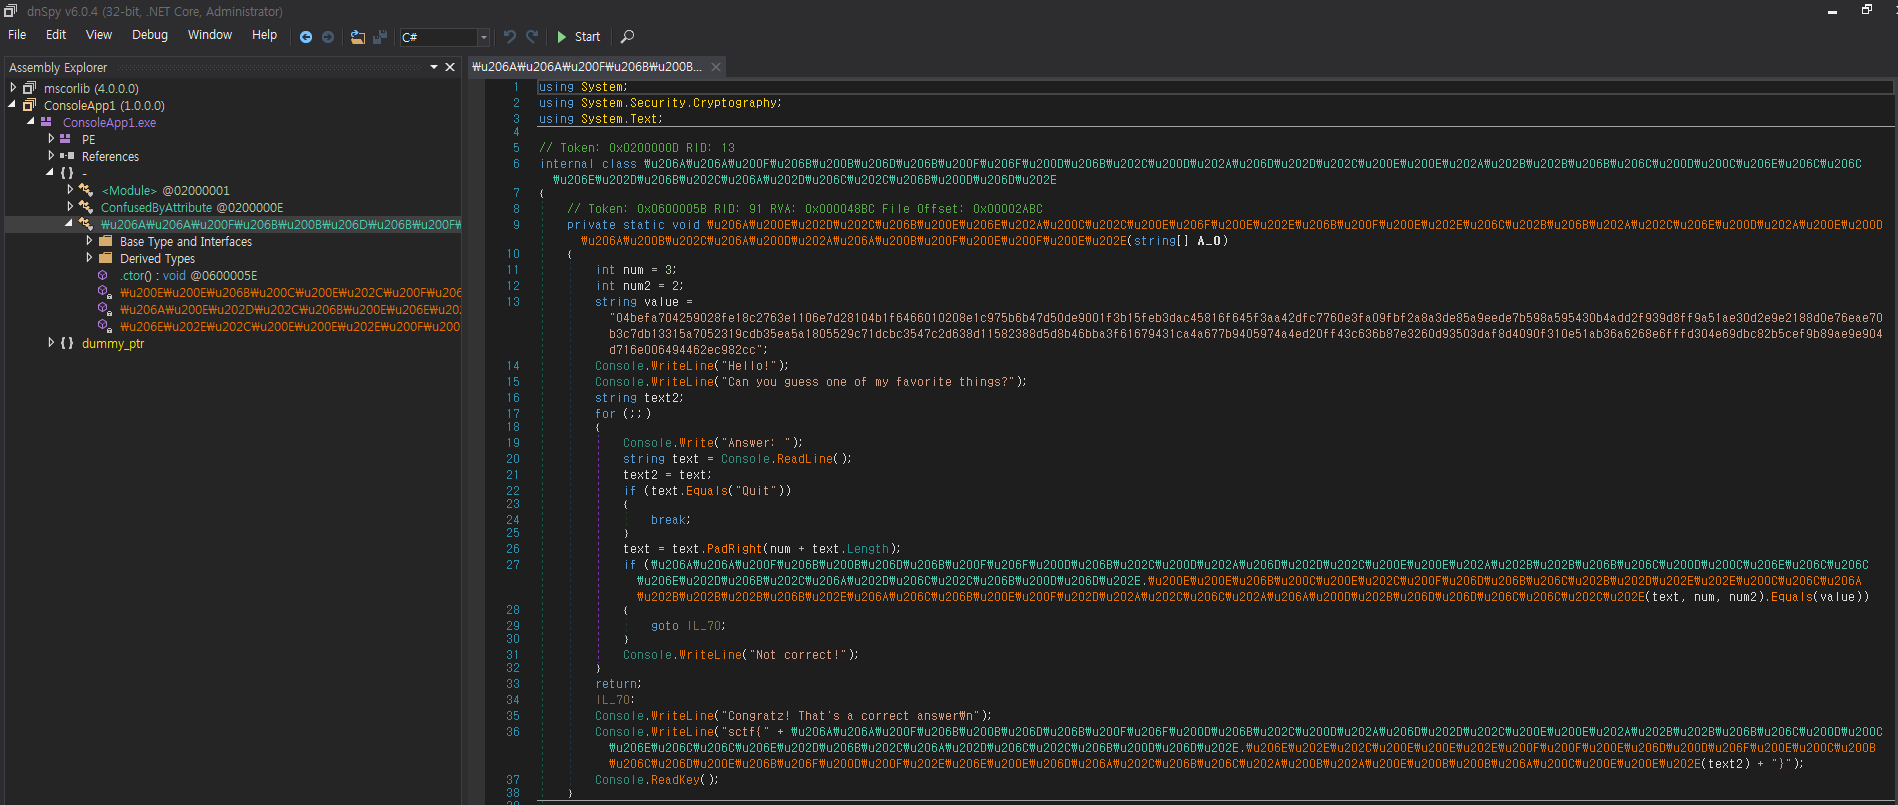 dnSpy v6.0.4 (32-bit, .NET Core, Administrator)
File Edit View Debug Window Help C# Start
Assembly Explorer
mscorlib (4.0.0.0)
ConsoleApp1 (1.0.0.0)
ConsoleApp1.exe
PE
References
{ } -
<Module> @02000001
ConfusedByAttribute @0200000E
₩u206A₩u206A₩u200F₩u206B₩u200B₩u206D₩u206B₩u200F₩
Base Type and Interfaces
Derived Types
.ctor() : void @0600005E
₩u200E₩u200E₩u206B₩u200C₩u200E₩u202C₩u200F₩u206
₩u206A₩u200E₩u202D₩u202C₩u206B₩u200E₩u206E₩u202
₩u206E₩u202E₩u202C₩u200E₩u200E₩u202E₩u200F₩u200
{ } dummy_ptr
₩u206A₩u206A₩u200F₩u206B₩u200B...
1 using System;
2 using System.Security.Cryptography;
3 using System.Text;
4
5 // Token: 0x0200000D RID: 13
6 internal class ₩u206A₩u206A₩u200F₩u206B₩u200B₩u206D₩u206B₩u200F₩u206F₩u200D₩u206B₩u202C₩u200D₩u202A₩u206D₩u202D₩u202C₩u200E₩u200E₩u202A₩u202B₩u202B₩u206B₩u206C₩u200D₩u200C₩u206E₩u206C₩u206C
₩u206E₩u202D₩u206B₩u202C₩u206A₩u202D₩u206C₩u202C₩u206B₩u200D₩u206D₩u202E
7 {
8 // Token: 0x0600005B RID: 91 RVA: 0x000048BC File Offset: 0x00002ABC
9 private static void ₩u206A₩u200E₩u202D₩u202C₩u206B₩u200E₩u206E₩u202A₩u200C₩u202C₩u200E₩u206F₩u200E₩u202E₩u206B₩u200F₩u200E₩u202E₩u206C₩u202B₩u206B₩u202A₩u206C₩u206A₩u200E₩u200D₩u202A₩u200E₩u200D
₩u206A₩u200B₩u202C₩u206A₩u200D₩u202A₩u206A₩u200B₩u200F₩u200E₩u200F₩u200E₩u202E(string[] A_0)
10 {
11 int num = 3;
12 int num2 = 2;
13 string value =
14 Console.WriteLine("Hello!");
15 Console.WriteLine("Can you guess one of my favorite things?");
16 string text2;
17 for (;;)
18 {
19 Console.Write("Answer: ");
20 string text = Console.ReadLine();
21 text2 = text;
22 if (text.Equals("Quit"))
23 {
24 break;
25 }
26 text = text.PadRight(num + text.Length);
27 if (₩u206A₩u206A₩u200F₩u206B₩u200B₩u206D₩u206B₩u200F₩u206F₩u200D₩u206B₩u202C₩u200D₩u202A₩u206D₩u202D₩u202C₩u200E₩u200E₩u202A₩u202B₩u202B₩u206B₩u206C₩u200D₩u200C₩u206E₩u206C₩u206C
₩u206E₩u202D₩u206B₩u202C₩u206A₩u202D₩u206C₩u202C₩u206B₩u200D₩u206D₩u202E.₩u200E₩u200E₩u206B₩u200C₩u200E₩u202C₩u200F₩u206D₩u206B₩u206C₩u202B₩u202D₩u202E₩u202E₩u200C₩u206C₩u206A
₩u202B₩u202B₩u202B₩u206B₩u202E₩u206A₩u206C₩u206B₩u200E₩u200F₩u202D₩u202A₩u202C₩u206C₩u202A₩u206A₩u200D₩u202B₩u206D₩u206D₩u206C₩u206C₩u202C₩u202E(text, num, num2).Equals(value))
28 {
29 goto IL_70;
30 }
31 Console.WriteLine("Not correct!");
32 }
33 return;
34 IL_70:
35 Console.WriteLine("Congratz! That's a correct answer₩n");
36 Console.WriteLine("sctf{" + ₩u206A₩u206A₩u200F₩u206B₩u200B₩u206D₩u206B₩u200F₩u206F₩u200D₩u206B₩u202C₩u200D₩u202A₩u206D₩u202D₩u202C₩u200E₩u200E₩u202A₩u202B₩u202B₩u206B₩u206C₩u200D₩u200C
₩u206E₩u206C₩u206C₩u206E₩u202D₩u206B₩u202C₩u206A₩u202D₩u206C₩u202C₩u206B₩u200D₩u206D₩u202E.₩u206E₩u202E₩u202C₩u200E₩u200E₩u202E₩u200F₩u200F₩u200E₩u206D₩u200D₩u206F₩u200E₩u200C₩u200B
₩u206C₩u206D₩u200E₩u206B₩u206F₩u200D₩u200F₩u202E₩u206E₩u200E₩u206D₩u206A₩u202C₩u206B₩u206C₩u202A₩u200B₩u202A₩u200E₩u200B₩u200B₩u206A₩u200C₩u200E₩u200E₩u202E(text2) + "}");
37 Console.ReadKey();
38 }